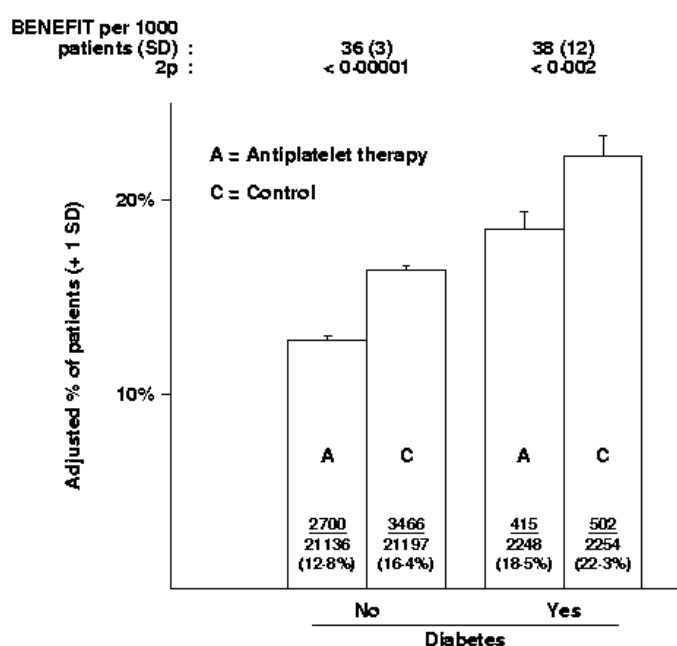 BENEFIT per 1000
patients (SD) : 36 (3) 38 (12)
2p : < 0·00001 < 0·002
A = Antiplatelet therapy
C = Control
20%
10%
Adjusted % of patients (+ 1 SD)
A C A C
2700 3466 415 502
21136 21197 2248 2254
(12·8%) (16·4%) (18·5%) (22·3%)
No Yes
Diabetes